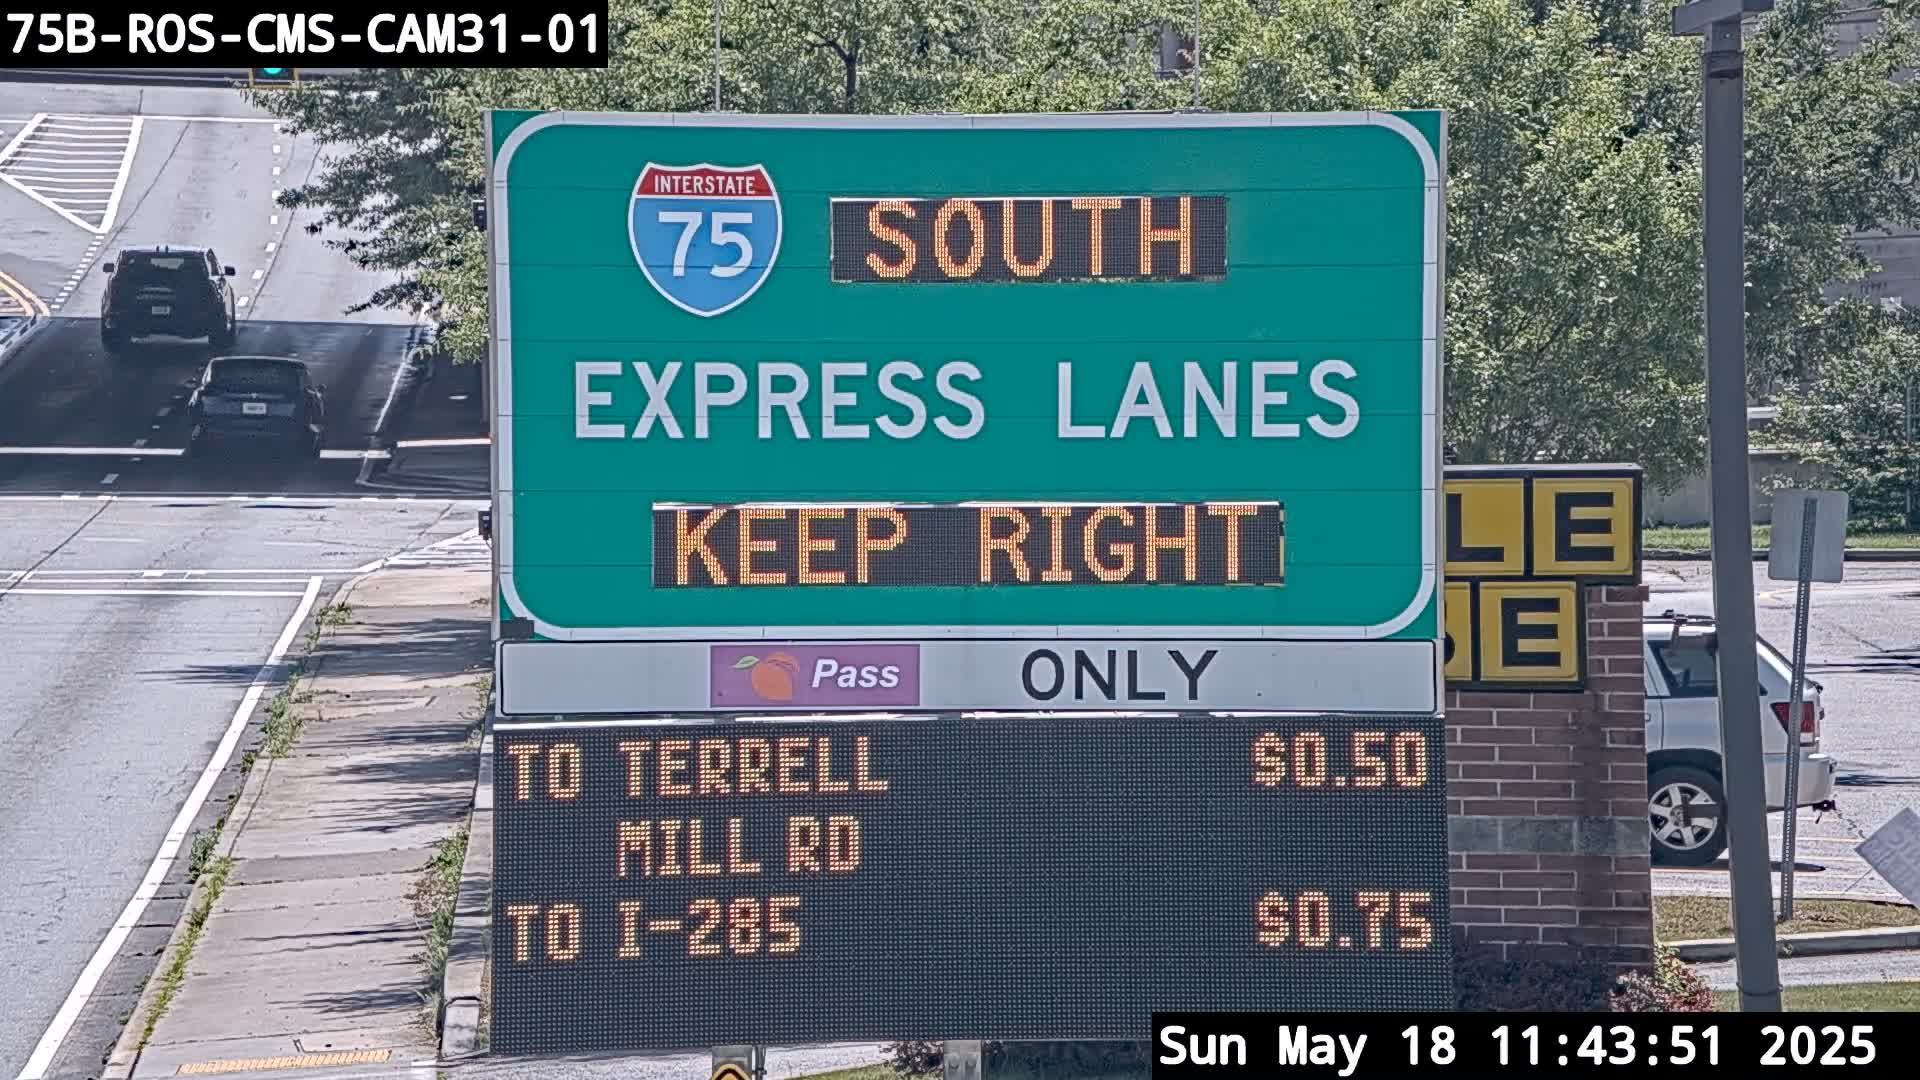 75B-ROS-CMS-CAM31-01
INTERSTATE
75
SOUTH
EXPRESS LANES
KEEP RIGHT
Pass ONLY
TO TERRELL $0.50
MILL RD
TO I-285 $0.75
LE
E
Sun May 18 11:43:51 2025